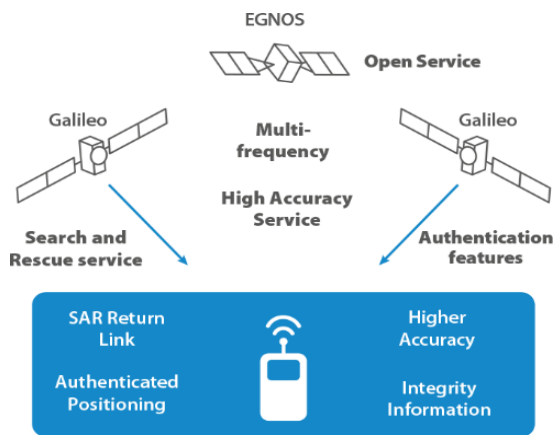 EGNOS
Open Service
Galileo
Galileo
Multi-
frequency
High Accuracy
Service
Search and
Rescue service
Authentication
features
SAR Return
Link
Higher
Accuracy
Authenticated
Positioning
Integrity
Information